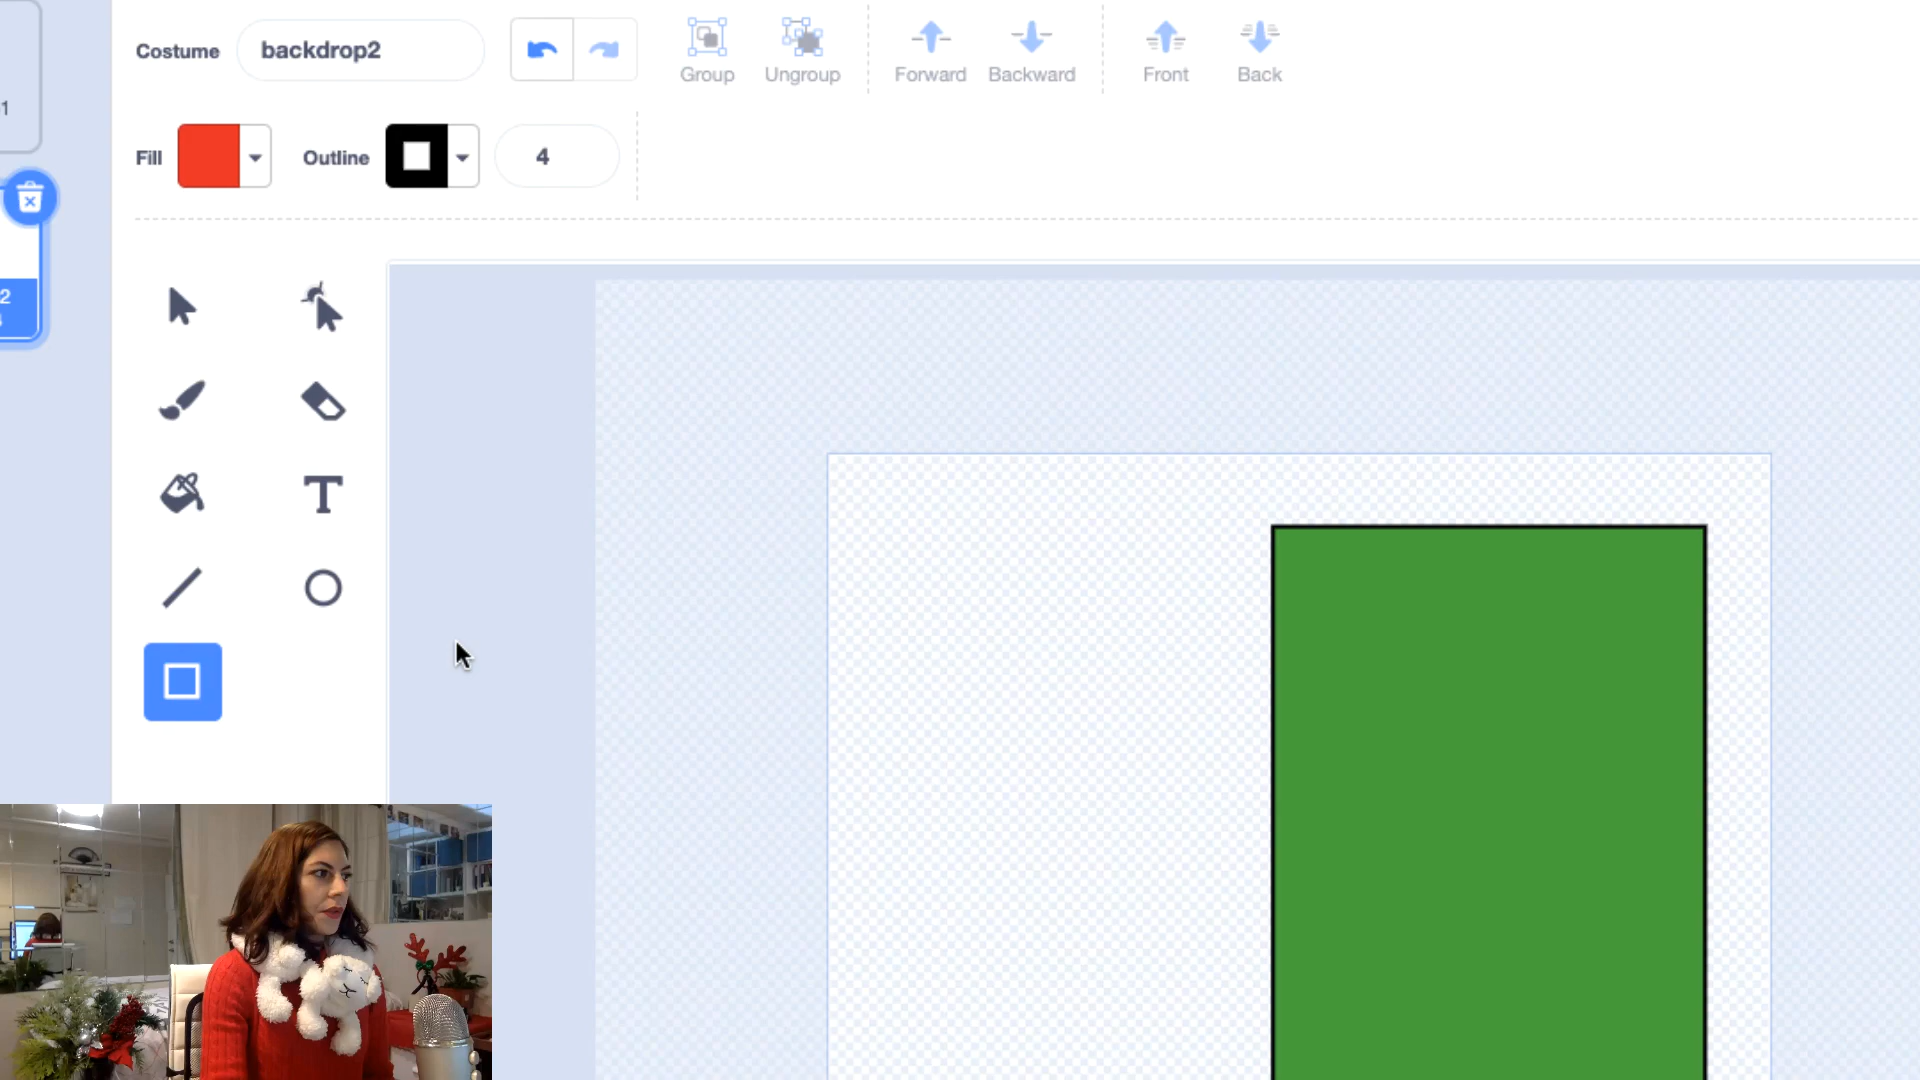 Costume
backdrop2
Group
Ungroup
Forward
Backward
Front
Back
1
Fill
Outline
4
2
T